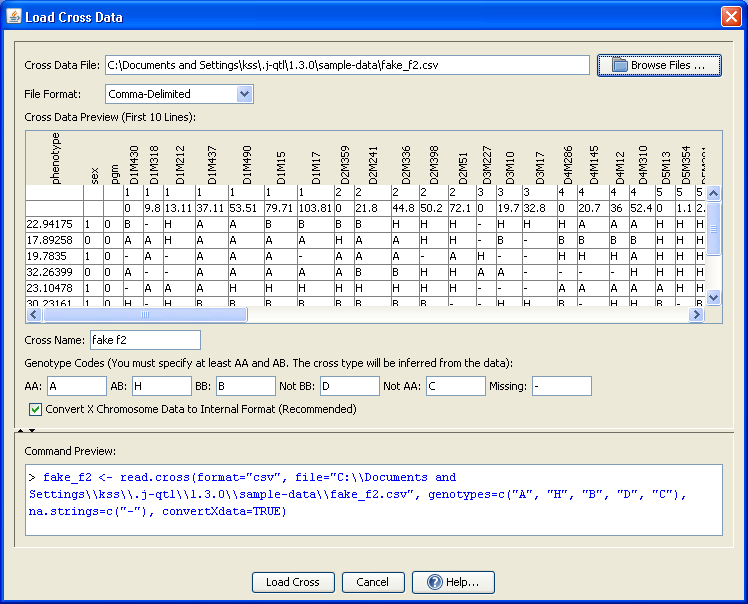 Load Cross Data
Cross Data File: C:\Documents and Settings\kss\.j-qtl\1.3.0\sample-data\fake_f2.csv Browse Files ...
File Format: Comma-Delimited
Cross Data Preview (First 10 Lines):
phenotype sex pgm D1M430 D1M318 D1M212 D1M437 D1M490 D1M15 D1M17 D2M359 D2M241 D2M336 D2M398 D2M51 D3M227 D3M10 D3M17 D4M286 D4M145 D4M12 D4M310 D5M13 D5M354
1 1 1 1 1 1 1 2 2 2 2 2 3 3 3 4 4 4 4 5 5 5
0 9.8 13.11 37.11 53.51 79.71 103.81 0 21.8 44.8 50.2 72.1 0 19.7 32.8 0 20.7 36 52.4 0 1.1 2.
22.94175 1 0 B - H A A B B B B H H H - H H H A A A H H H
17.89258 0 0 A A H A A A A H A A H H - B - B B B B H H H
19.7835 1 0 - A - A - A - A A A - A H - - H H A H H H H
32.26399 0 0 A - - A A A H A B B H H A A - - - - H H H H
23.10478 1 0 - A A H H H H H H H H H - - - A A A A A H H
30.23161 1 0 H - H B B B B B B B B - - H H B - - H H B - B
Cross Name: fake f2
Genotype Codes (You must specify at least AA and AB. The cross type will be inferred from the data):
AA: A AB: H BB: B Not BB: D Not AA: C Missing: -
Convert X Chromosome Data to Internal Format (Recommended)
Command Preview:
> fake_f2 <- read.cross(format="csv", file="C:\\Documents and
Settings\\kss\\.j-qtl\\1.3.0\\sample-data\\fake_f2.csv", genotypes=c("A", "H", "B", "D", "C"),
na.strings=c("-"), convertXdata=TRUE)
Load Cross Cancel Help...